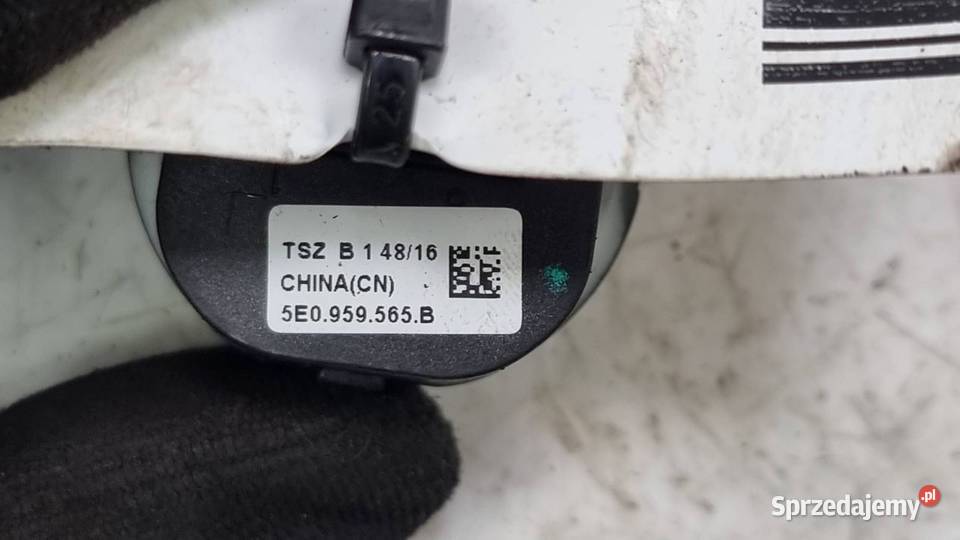 TSZ B 1 48/16
CHINA(CN)
5E0.959.565.B
Sprzedajemy.pl